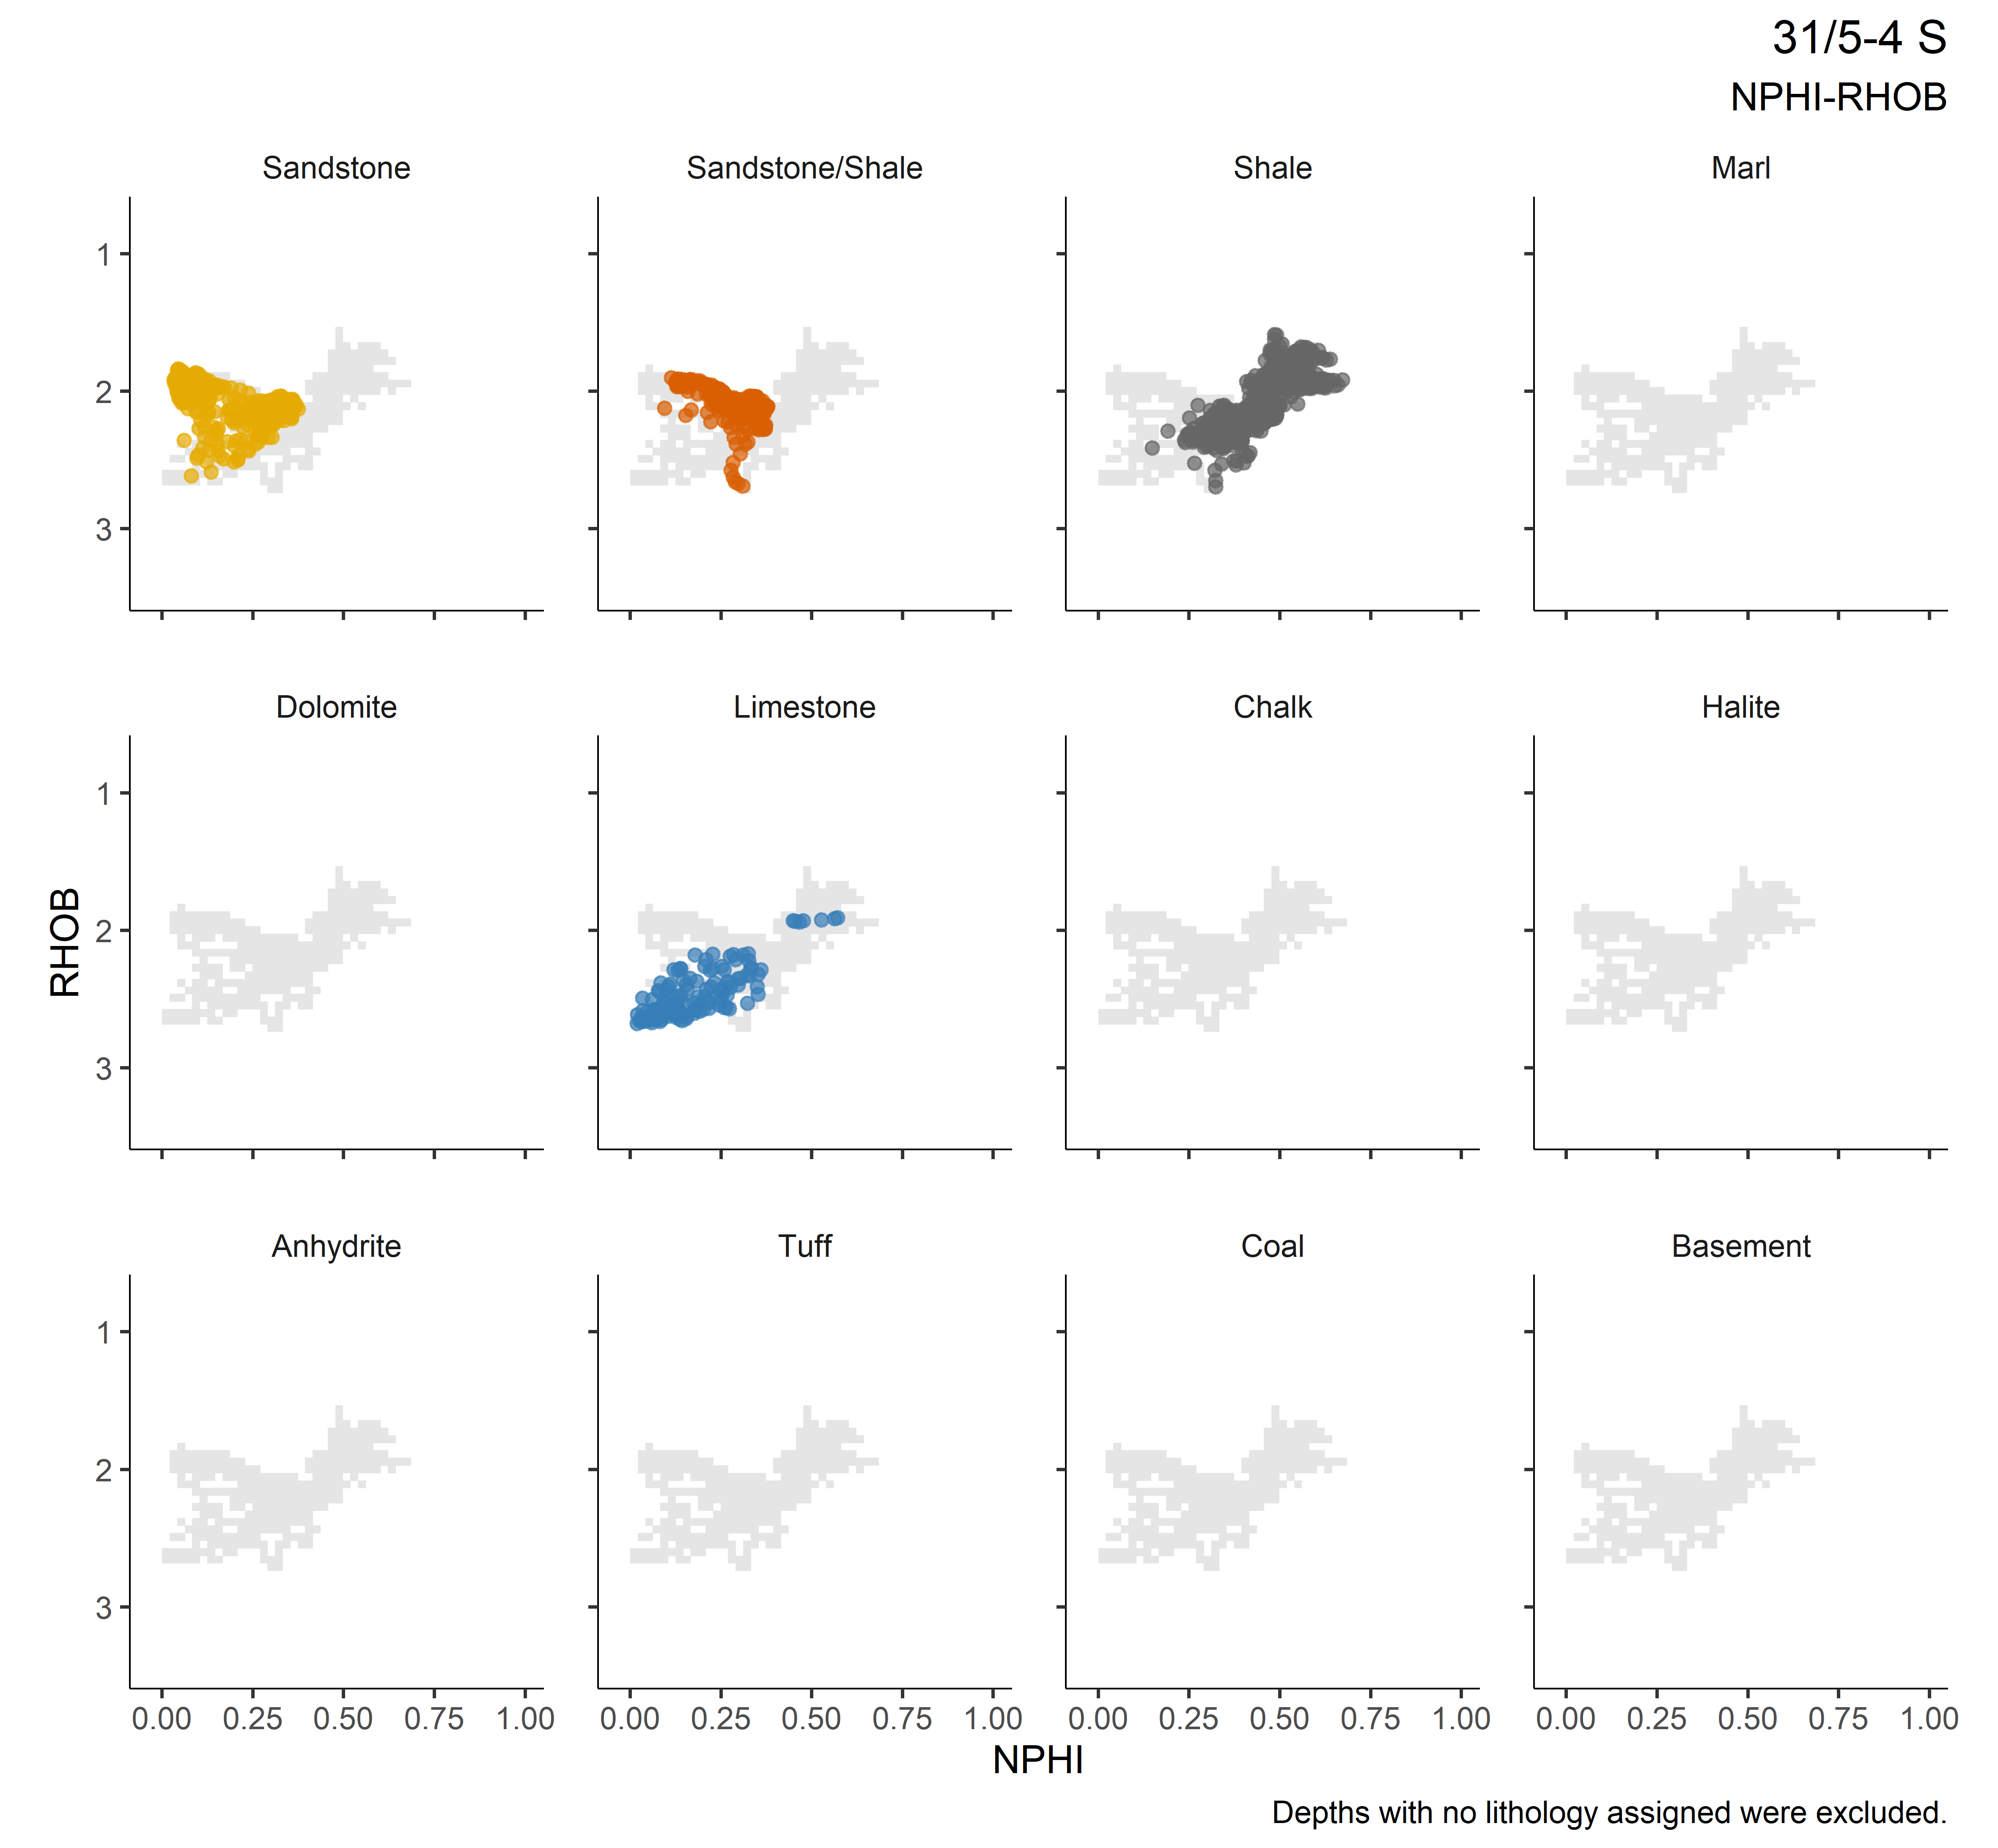 31/5-4 S
NPHI-RHOB
Sandstone Sandstone/Shale Shale Marl
1
2
3
Dolomite Limestone Chalk Halite
1
2
3
RHOB
Anhydrite Tuff Coal Basement
1
2
3
0.00 0.25 0.50 0.75 1.00 0.00 0.25 0.50 0.75 1.00 0.00 0.25 0.50 0.75 1.00 0.00 0.25 0.50 0.75 1.00
NPHI
Depths with no lithology assigned were excluded.